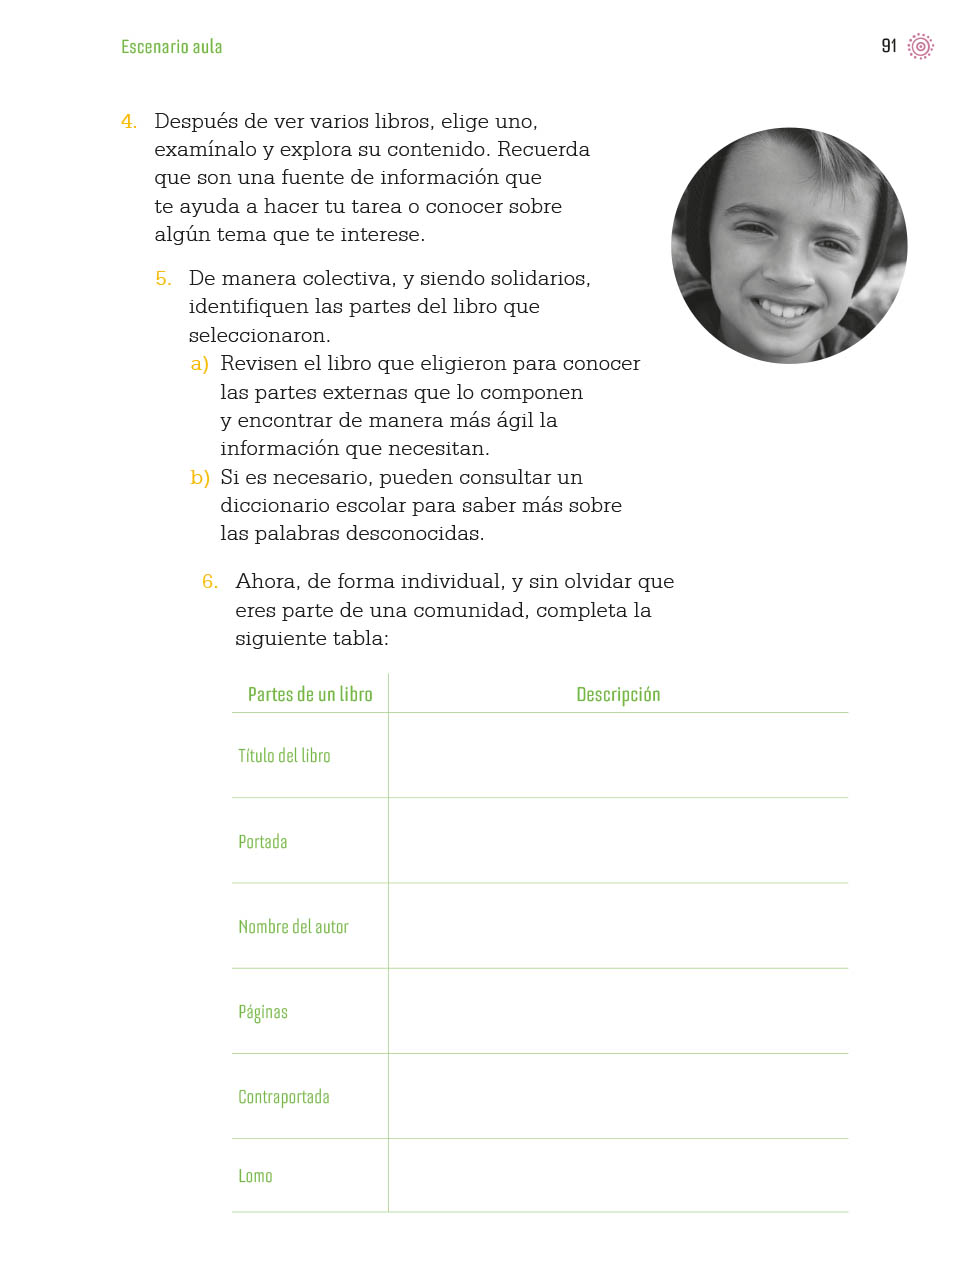 Escenario aula
91
4. Después de ver varios libros, elige uno,
examínalo y explora su contenido. Recuerda
que son una fuente de información que
te ayuda a hacer tu tarea o conocer sobre
algún tema que te interese.
5. De manera colectiva, y siendo solidarios,
identifiquen las partes del libro que
seleccionaron.
a) Revisen el libro que eligieron para conocer
las partes externas que lo componen
y encontrar de manera más ágil la
información que necesitan.
b) Si es necesario, pueden consultar un
diccionario escolar para saber más sobre
las palabras desconocidas.
6. Ahora, de forma individual, y sin olvidar que
eres parte de una comunidad, completa la
siguiente tabla:
Partes de un libro
Descripción
Título del libro
Portada
Nombre del autor
Páginas
Contraportada
Lomo